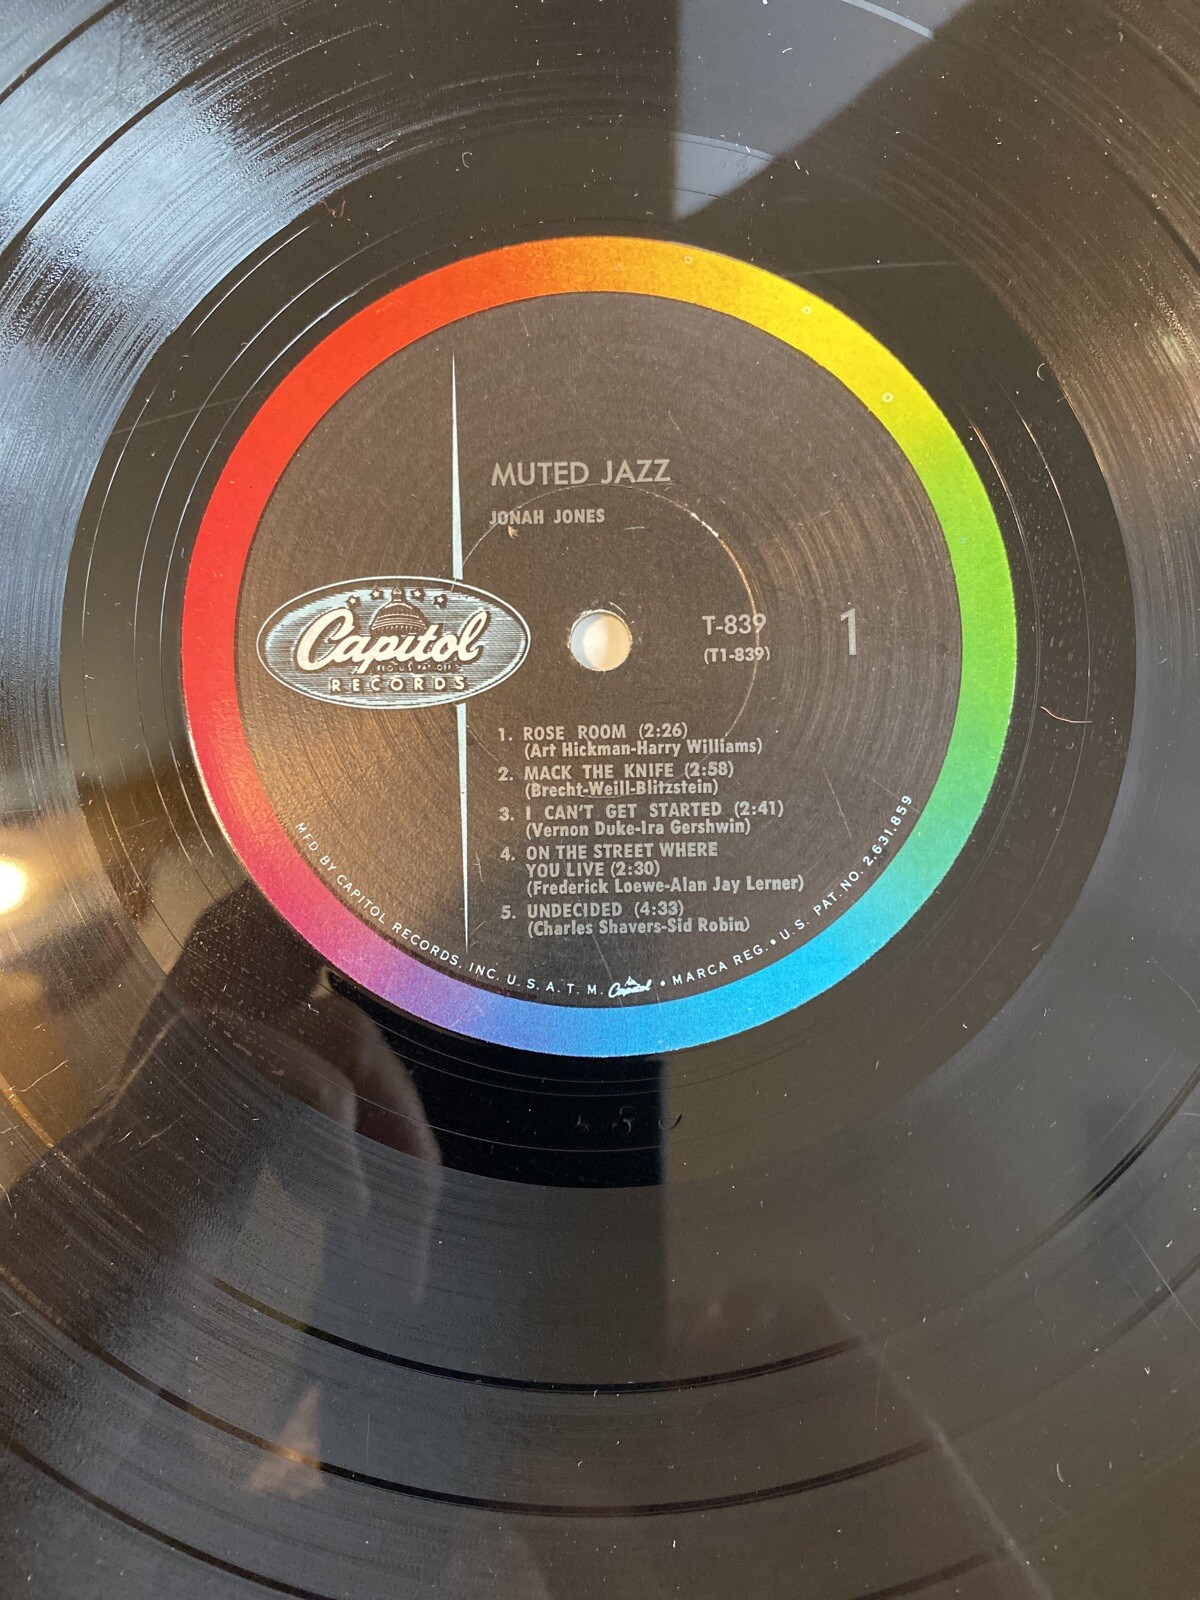 MUTED JAZZ
JONAH JONES
Capitol
REG. U.S. PAT. OFF.
RECORDS
T-839
(T1-839)
1
1. ROSE ROOM (2:26)
(Art Hickman-Harry Williams)
2. MACK THE KNIFE (2:58)
(Brecht-Weill-Blitzstein)
3. I CAN'T GET STARTED (2:41)
(Vernon Duke-Ira Gershwin)
4. ON THE STREET WHERE
YOU LIVE (2:30)
(Frederick Loewe-Alan Jay Lerner)
5. UNDECIDED (4:33)
(Charles Shavers-Sid Robin)
MFD BY CAPITOL RECORDS, INC. U.S.A. T.M. Capitol • MARCA REG. • U.S. PAT. NO. 2,631,859